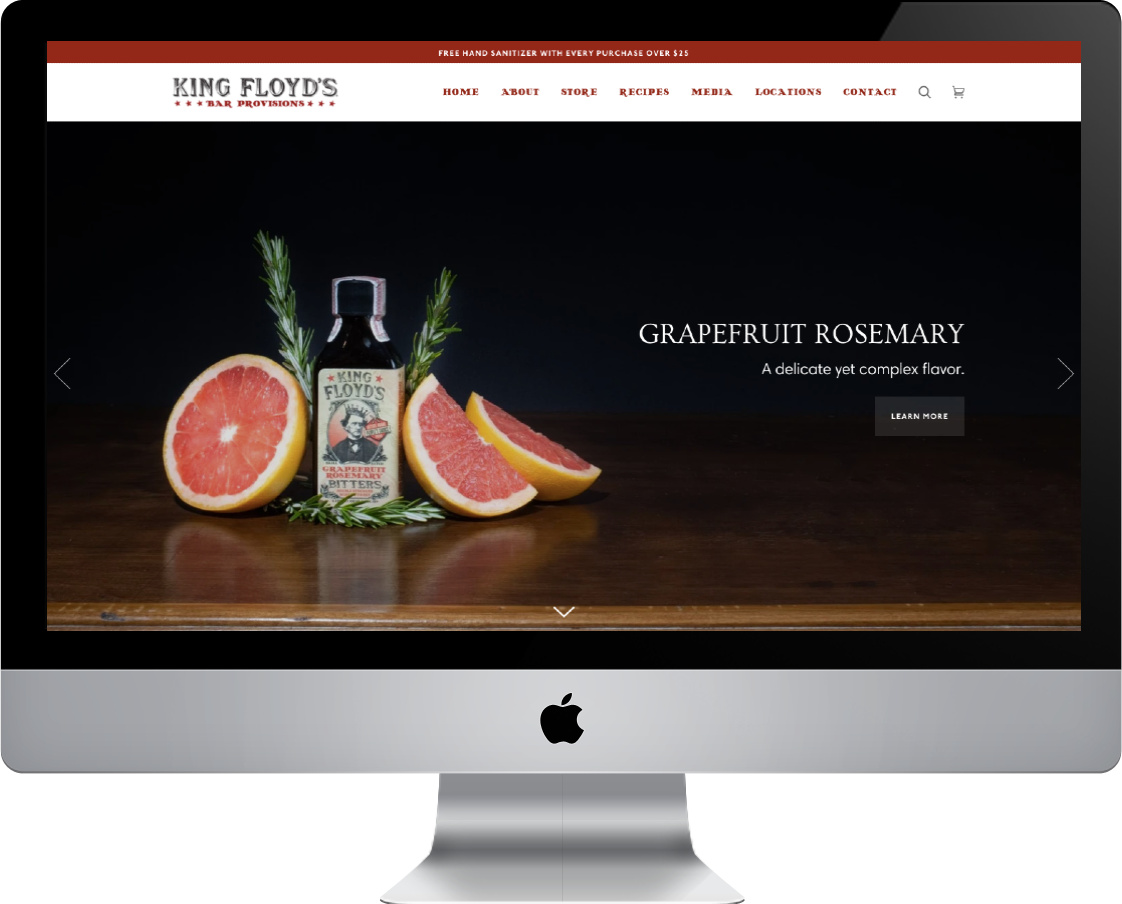 FREE HAND SANITIZER WITH EVERY PURCHASE OVER $25
KING FLOYD'S
BAR PROVISIONS
HOME ABOUT STORE RECIPES MEDIA LOCATIONS CONTACT
GRAPEFRUIT ROSEMARY
A delicate yet complex flavor.
LEARN MORE
KING
FLOYD'S
GRAPEFRUIT
ROSEMARY
BITTERS